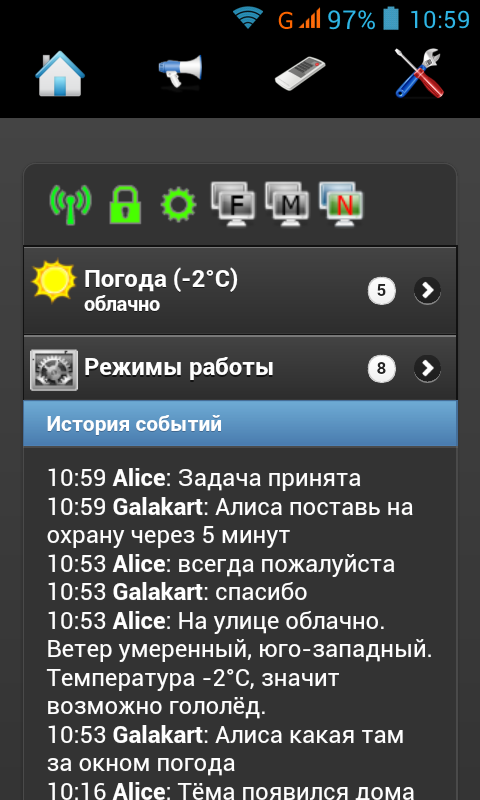 G 97% 10:59
F M N
Погода (-2°C) 5
облачно
Режимы работы 8
История событий
10:59 Alice: Задача принята
10:59 Galakart: Алиса поставь на
охрану через 5 минут
10:53 Alice: всегда пожалуйста
10:53 Galakart: спасибо
10:53 Alice: На улице облачно.
Ветер умеренный, юго-западный.
Температура -2°C, значит
возможно гололёд.
10:53 Galakart: Алиса какая там
за окном погода
10:16 Alice: Тёма появился дома